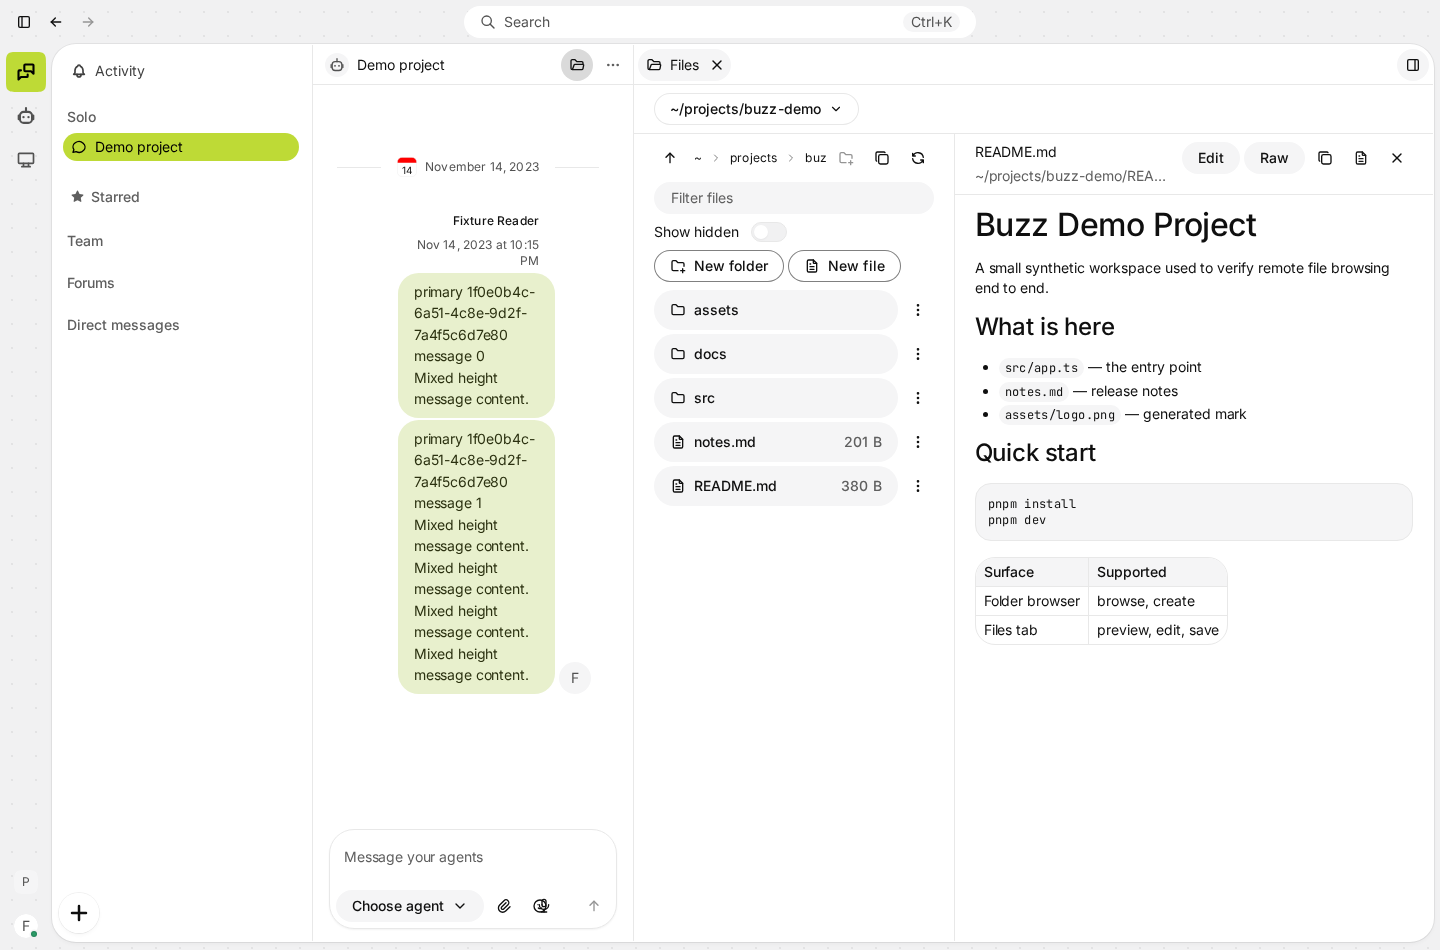 Search
Ctrl+K
Activity
Solo
Demo project
Starred
Team
Forums
Direct messages
P
F
Demo project
14
November 14, 2023
Fixture Reader
Nov 14, 2023 at 10:15
PM
primary 1f0e0b4c-
6a51-4c8e-9d2f-
7a4f5c6d7e80
message 0
Mixed height
message content.
primary 1f0e0b4c-
6a51-4c8e-9d2f-
7a4f5c6d7e80
message 1
Mixed height
message content.
Mixed height
message content.
Mixed height
message content.
Mixed height
message content.
F
Message your agents
Choose agent
Files
~/projects/buzz-demo
~
projects
buz
Filter files
Show hidden
New folder
New file
assets
docs
src
notes.md 201 B
README.md 380 B
README.md
~/projects/buzz-demo/REA...
Edit
Raw
Buzz Demo Project
A small synthetic workspace used to verify remote file browsing
end to end.
What is here
• src/app.ts — the entry point
• notes.md — release notes
• assets/logo.png — generated mark
Quick start
pnpm install
pnpm dev
Surface Supported
Folder browser browse, create
Files tab preview, edit, save